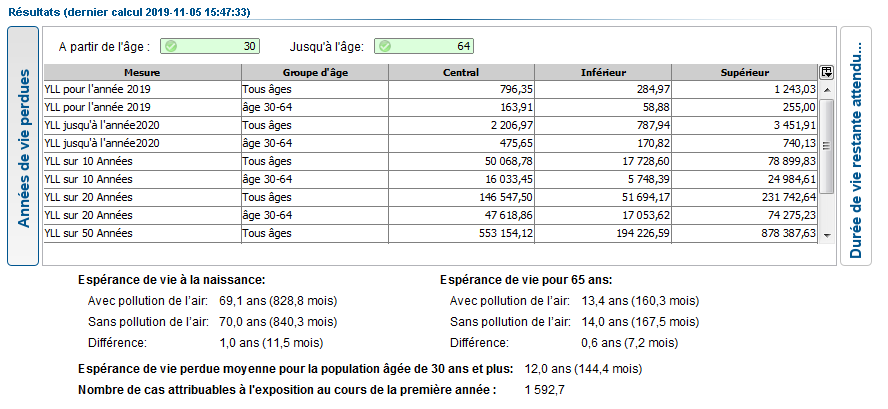 Résultats (dernier calcul 2019-11-05 15:47:33)
Années de vie perdues
A partir de l'âge : 30 Jusqu'à l'âge: 64
Mesure Groupe d'âge Central Inférieur Supérieur
YLL pour l'année 2019 Tous âges 796,35 284,97 1 243,03
YLL pour l'année 2019 âge 30-64 163,91 58,88 255,00
YLL jusqu'à l'année2020 Tous âges 2 206,97 787,94 3 451,91
YLL jusqu'à l'année2020 âge 30-64 475,65 170,82 740,13
YLL sur 10 Années Tous âges 50 068,78 17 728,60 78 899,83
YLL sur 10 Années âge 30-64 16 033,45 5 748,39 24 984,61
YLL sur 20 Années Tous âges 146 547,50 51 694,17 231 742,64
YLL sur 20 Années âge 30-64 47 618,86 17 053,62 74 275,23
YLL sur 50 Années Tous âges 553 154,12 194 226,59 878 387,63
Durée de vie restante attendu...
Espérance de vie à la naissance:
Avec pollution de l'air: 69,1 ans (828,8 mois)
Sans pollution de l'air: 70,0 ans (840,3 mois)
Différence: 1,0 ans (11,5 mois)
Espérance de vie pour 65 ans:
Avec pollution de l'air: 13,4 ans (160,3 mois)
Sans pollution de l'air: 14,0 ans (167,5 mois)
Différence: 0,6 ans (7,2 mois)
Espérance de vie perdue moyenne pour la population âgée de 30 ans et plus: 12,0 ans (144,4 mois)
Nombre de cas attribuables à l'exposition au cours de la première année : 1 592,7